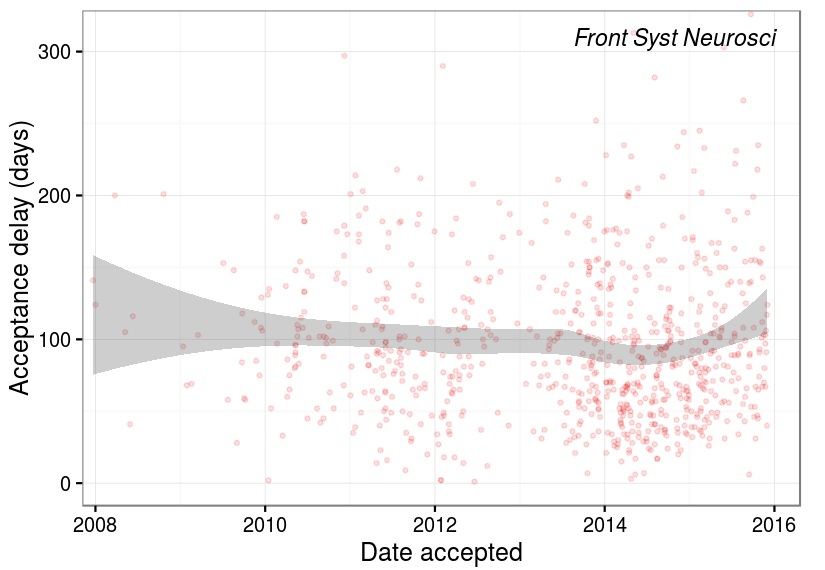 Front Syst Neurosci
300
200
100
0
Acceptance delay (days)
2008 2010 2012 2014 2016
Date accepted